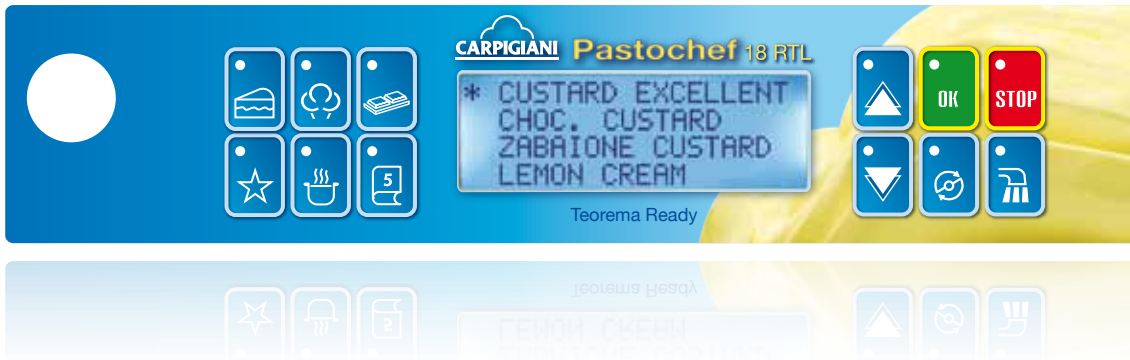 CARPIGIANI Pastochef 18 RTL
* CUSTARD EXCELLENT
CHOC. CUSTARD
ZABAIONE CUSTARD
LEMON CREAM
OK
STOP
5
Teorema Ready